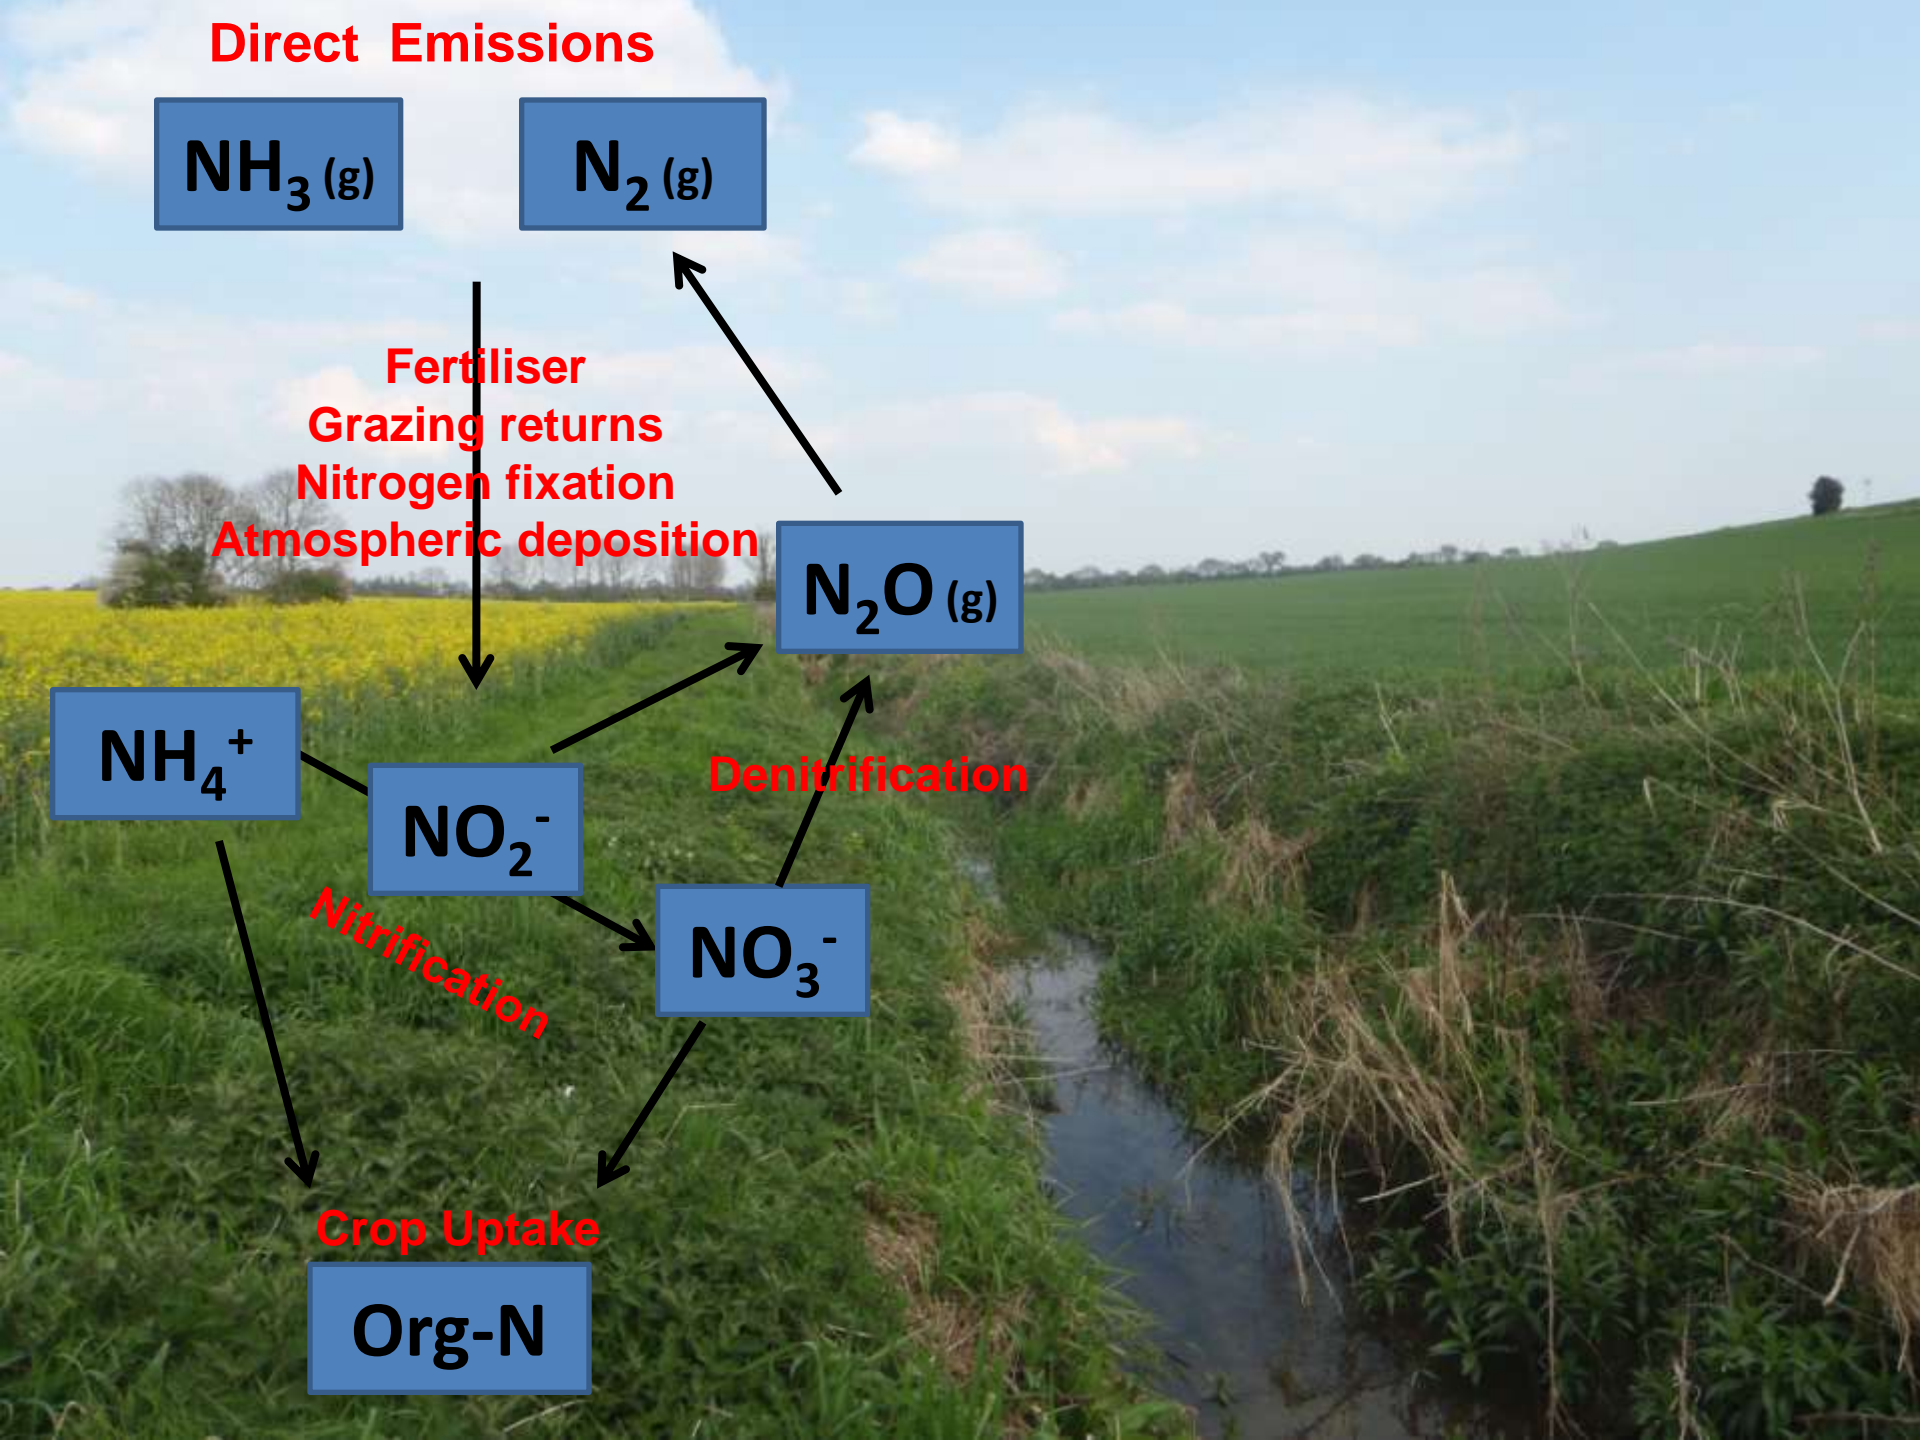 Direct  Emissions
NH₃ (g)
N₂ (g)
Fertiliser
Grazing returns
Nitrogen fixation
Atmospheric deposition
N₂O (g)
NH₄⁺
NO₂⁻
Denitrification
Nitrification
NO₃⁻
Crop Uptake
Org-N